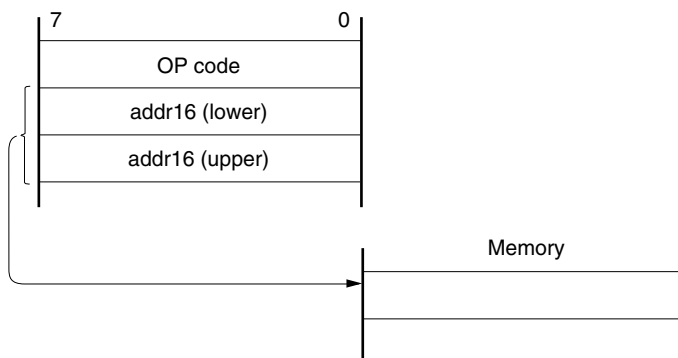 7 0
OP code
addr16 (lower)
addr16 (upper)
Memory